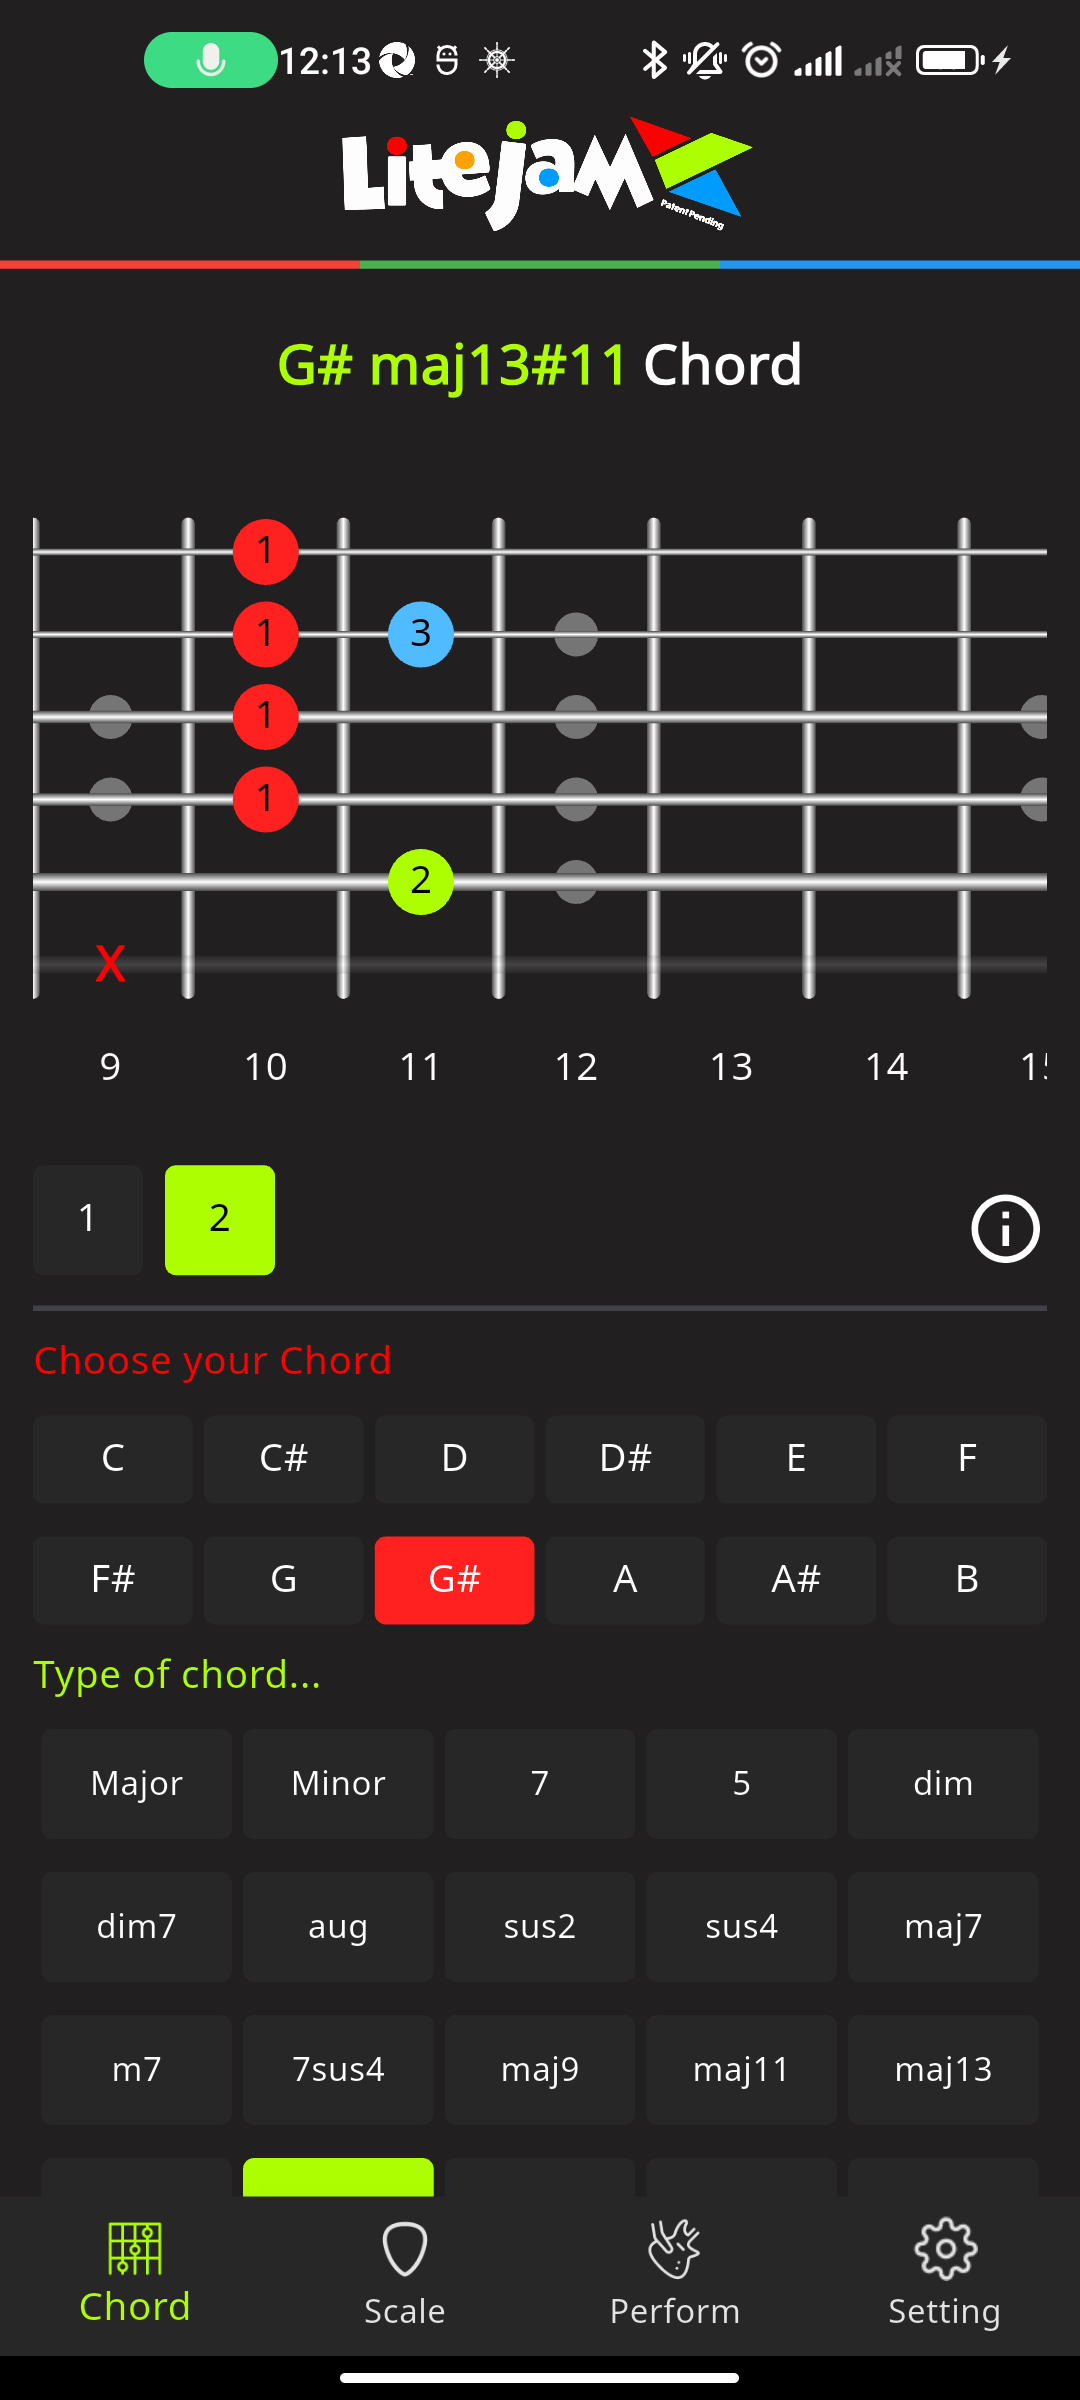 12:13
Litejam
Patent Pending
G# maj13#11 Chord
1
1 3
1
1
2
X
9 10 11 12 13 14
1 2
Choose your Chord
C C# D D# E F
F# G G# A A# B
Type of chord...
Major Minor 7 5 dim
dim7 aug sus2 sus4 maj7
m7 7sus4 maj9 maj11 maj13
Chord Scale Perform Setting